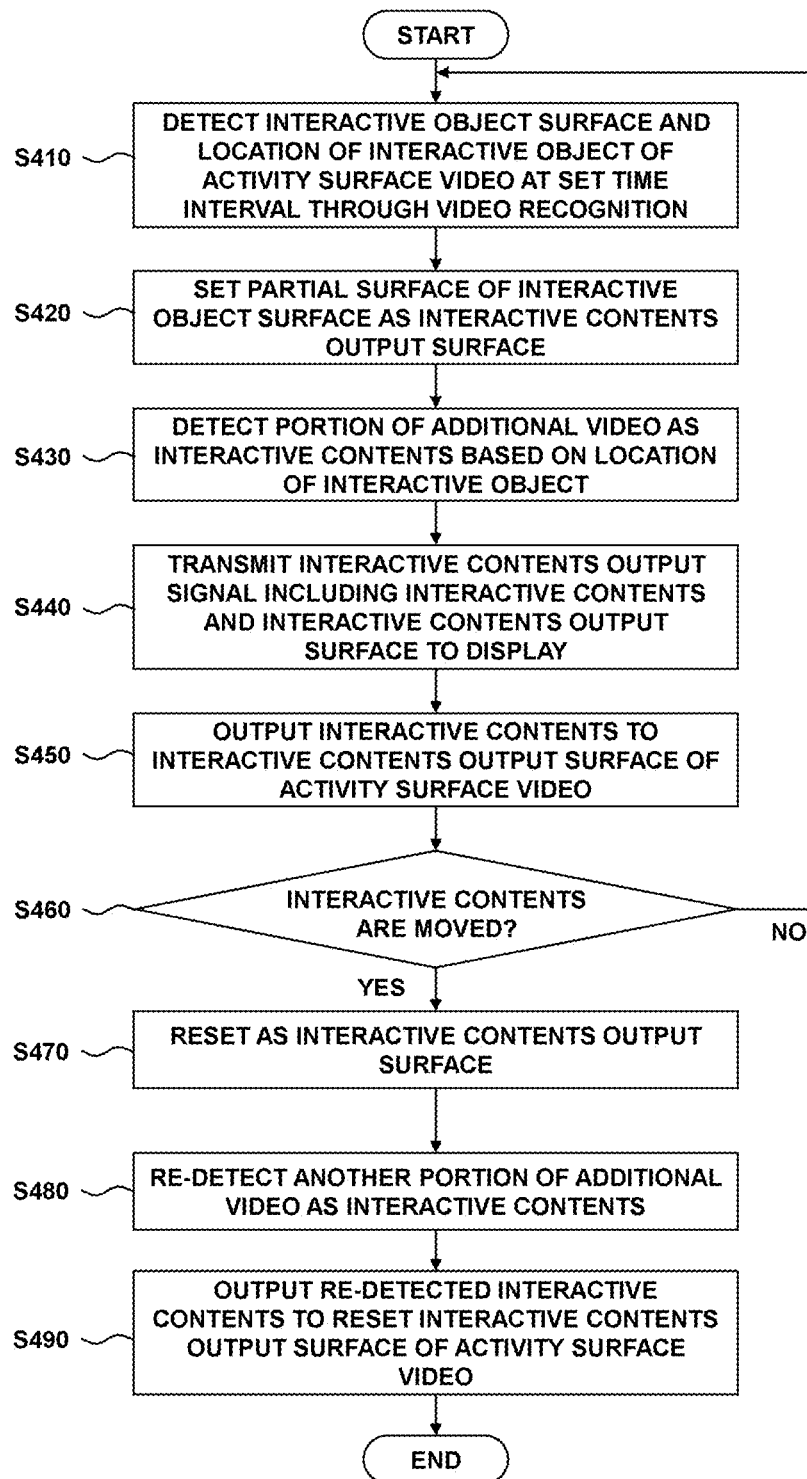 START
S410
DETECT INTERACTIVE OBJECT SURFACE AND
LOCATION OF INTERACTIVE OBJECT OF
ACTIVITY SURFACE VIDEO AT SET TIME
INTERVAL THROUGH VIDEO RECOGNITION
S420
SET PARTIAL SURFACE OF INTERACTIVE
OBJECT SURFACE AS INTERACTIVE CONTENTS
OUTPUT SURFACE
S430
DETECT PORTION OF ADDITIONAL VIDEO AS
INTERACTIVE CONTENTS BASED ON LOCATION
OF INTERACTIVE OBJECT
S440
TRANSMIT INTERACTIVE CONTENTS OUTPUT
SIGNAL INCLUDING INTERACTIVE CONTENTS
AND INTERACTIVE CONTENTS OUTPUT
SURFACE TO DISPLAY
S450
OUTPUT INTERACTIVE CONTENTS TO
INTERACTIVE CONTENTS OUTPUT SURFACE OF
ACTIVITY SURFACE VIDEO
S460
INTERACTIVE CONTENTS
ARE MOVED?
NO
YES
S470
RESET AS INTERACTIVE CONTENTS OUTPUT
SURFACE
S480
RE-DETECT ANOTHER PORTION OF ADDITIONAL
VIDEO AS INTERACTIVE CONTENTS
S490
OUTPUT RE-DETECTED INTERACTIVE
CONTENTS TO RESET INTERACTIVE CONTENTS
OUTPUT SURFACE OF ACTIVITY SURFACE
VIDEO
END